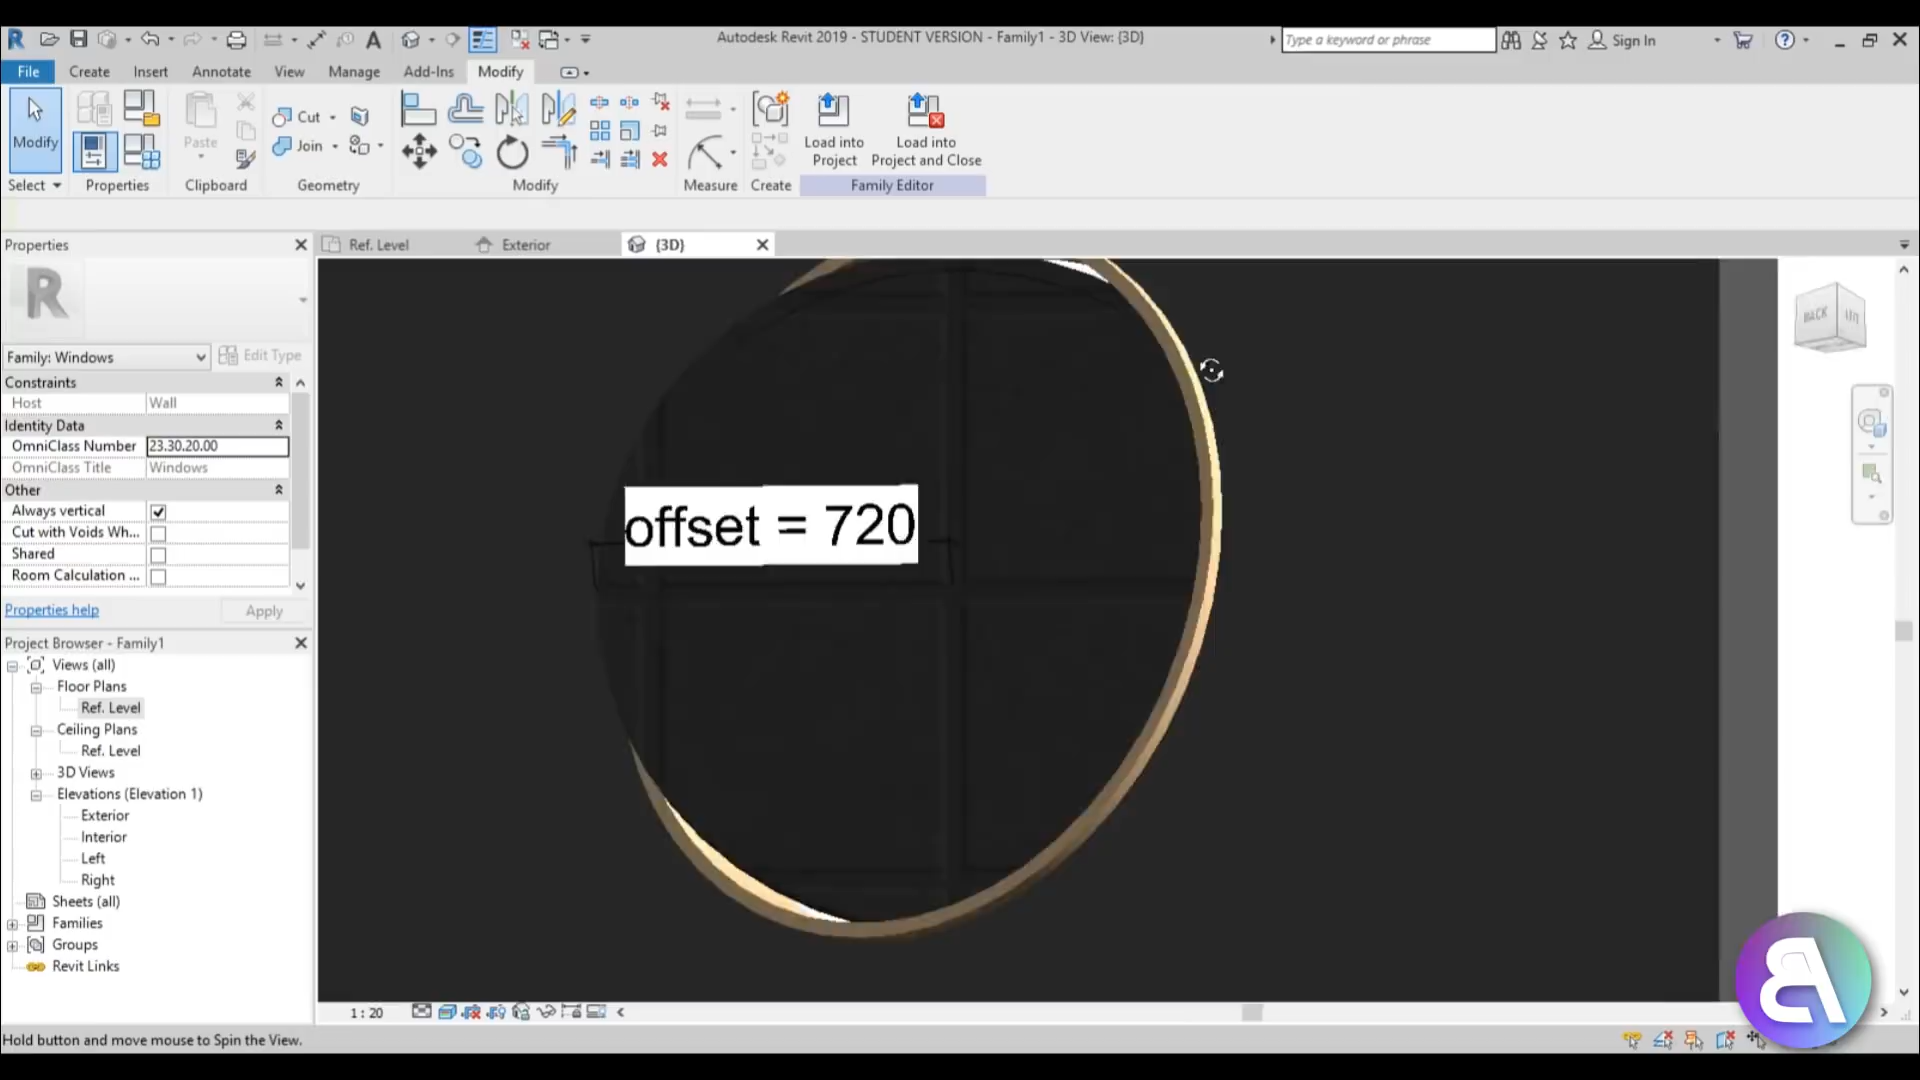 Autodesk Revit 2019 - STUDENT VERSION - Family1 - 3D View: {3D}
Type a keyword or phrase
Sign In
File
Create
Insert
Annotate
View
Manage
Add-Ins
Modify
Modify
Paste
Cut
Join
Load into
Project
Load into
Project and Close
Select
Properties
Clipboard
Geometry
Modify
Measure
Create
Family Editor
Properties
Ref. Level
Exterior
{3D}
R
Family: Windows
Edit Type
Constraints
Host
Wall
Identity Data
OmniClass Number
23.30.20.00
OmniClass Title
Windows
Other
Always vertical
Cut with Voids Wh...
Shared
Room Calculation ...
Properties help
Apply
Project Browser - Family1
Views (all)
Floor Plans
Ref. Level
Ceiling Plans
Ref. Level
3D Views
Elevations (Elevation 1)
Exterior
Interior
Left
Right
Sheets (all)
Families
Groups
Revit Links
offset = 720
BACK
LEFT
1 : 20
Hold button and move mouse to Spin the View.